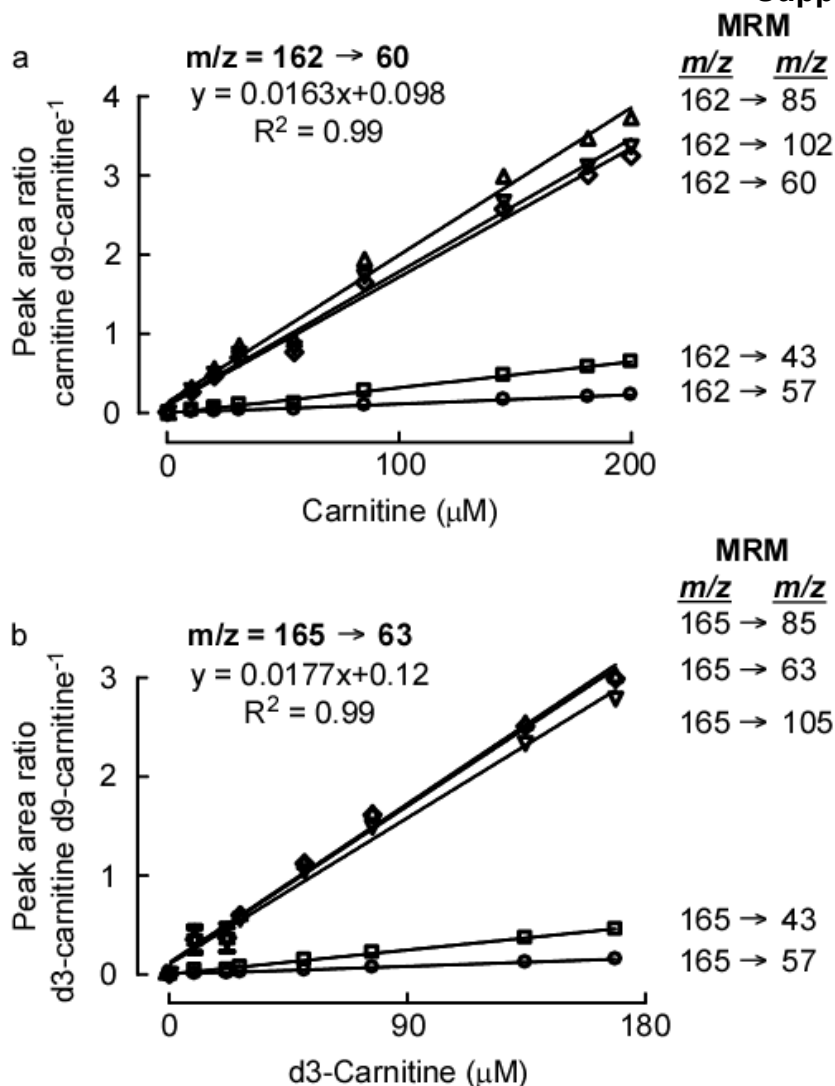 Supp
MRM
m/z m/z
162 → 85
162 → 102
162 → 60
162 → 43
162 → 57
a
m/z = 162 → 60
y = 0.0163x+0.098
R² = 0.99
Peak area ratio
carnitine d9-carnitine⁻¹
4
3
2
1
0
0 100 200
Carnitine (μM)
MRM
m/z m/z
165 → 85
165 → 63
165 → 105
165 → 43
165 → 57
b
m/z = 165 → 63
y = 0.0177x+0.12
R² = 0.99
Peak area ratio
d3-carnitine d9-carnitine⁻¹
3
2
1
0
0 90 180
d3-Carnitine (μM)